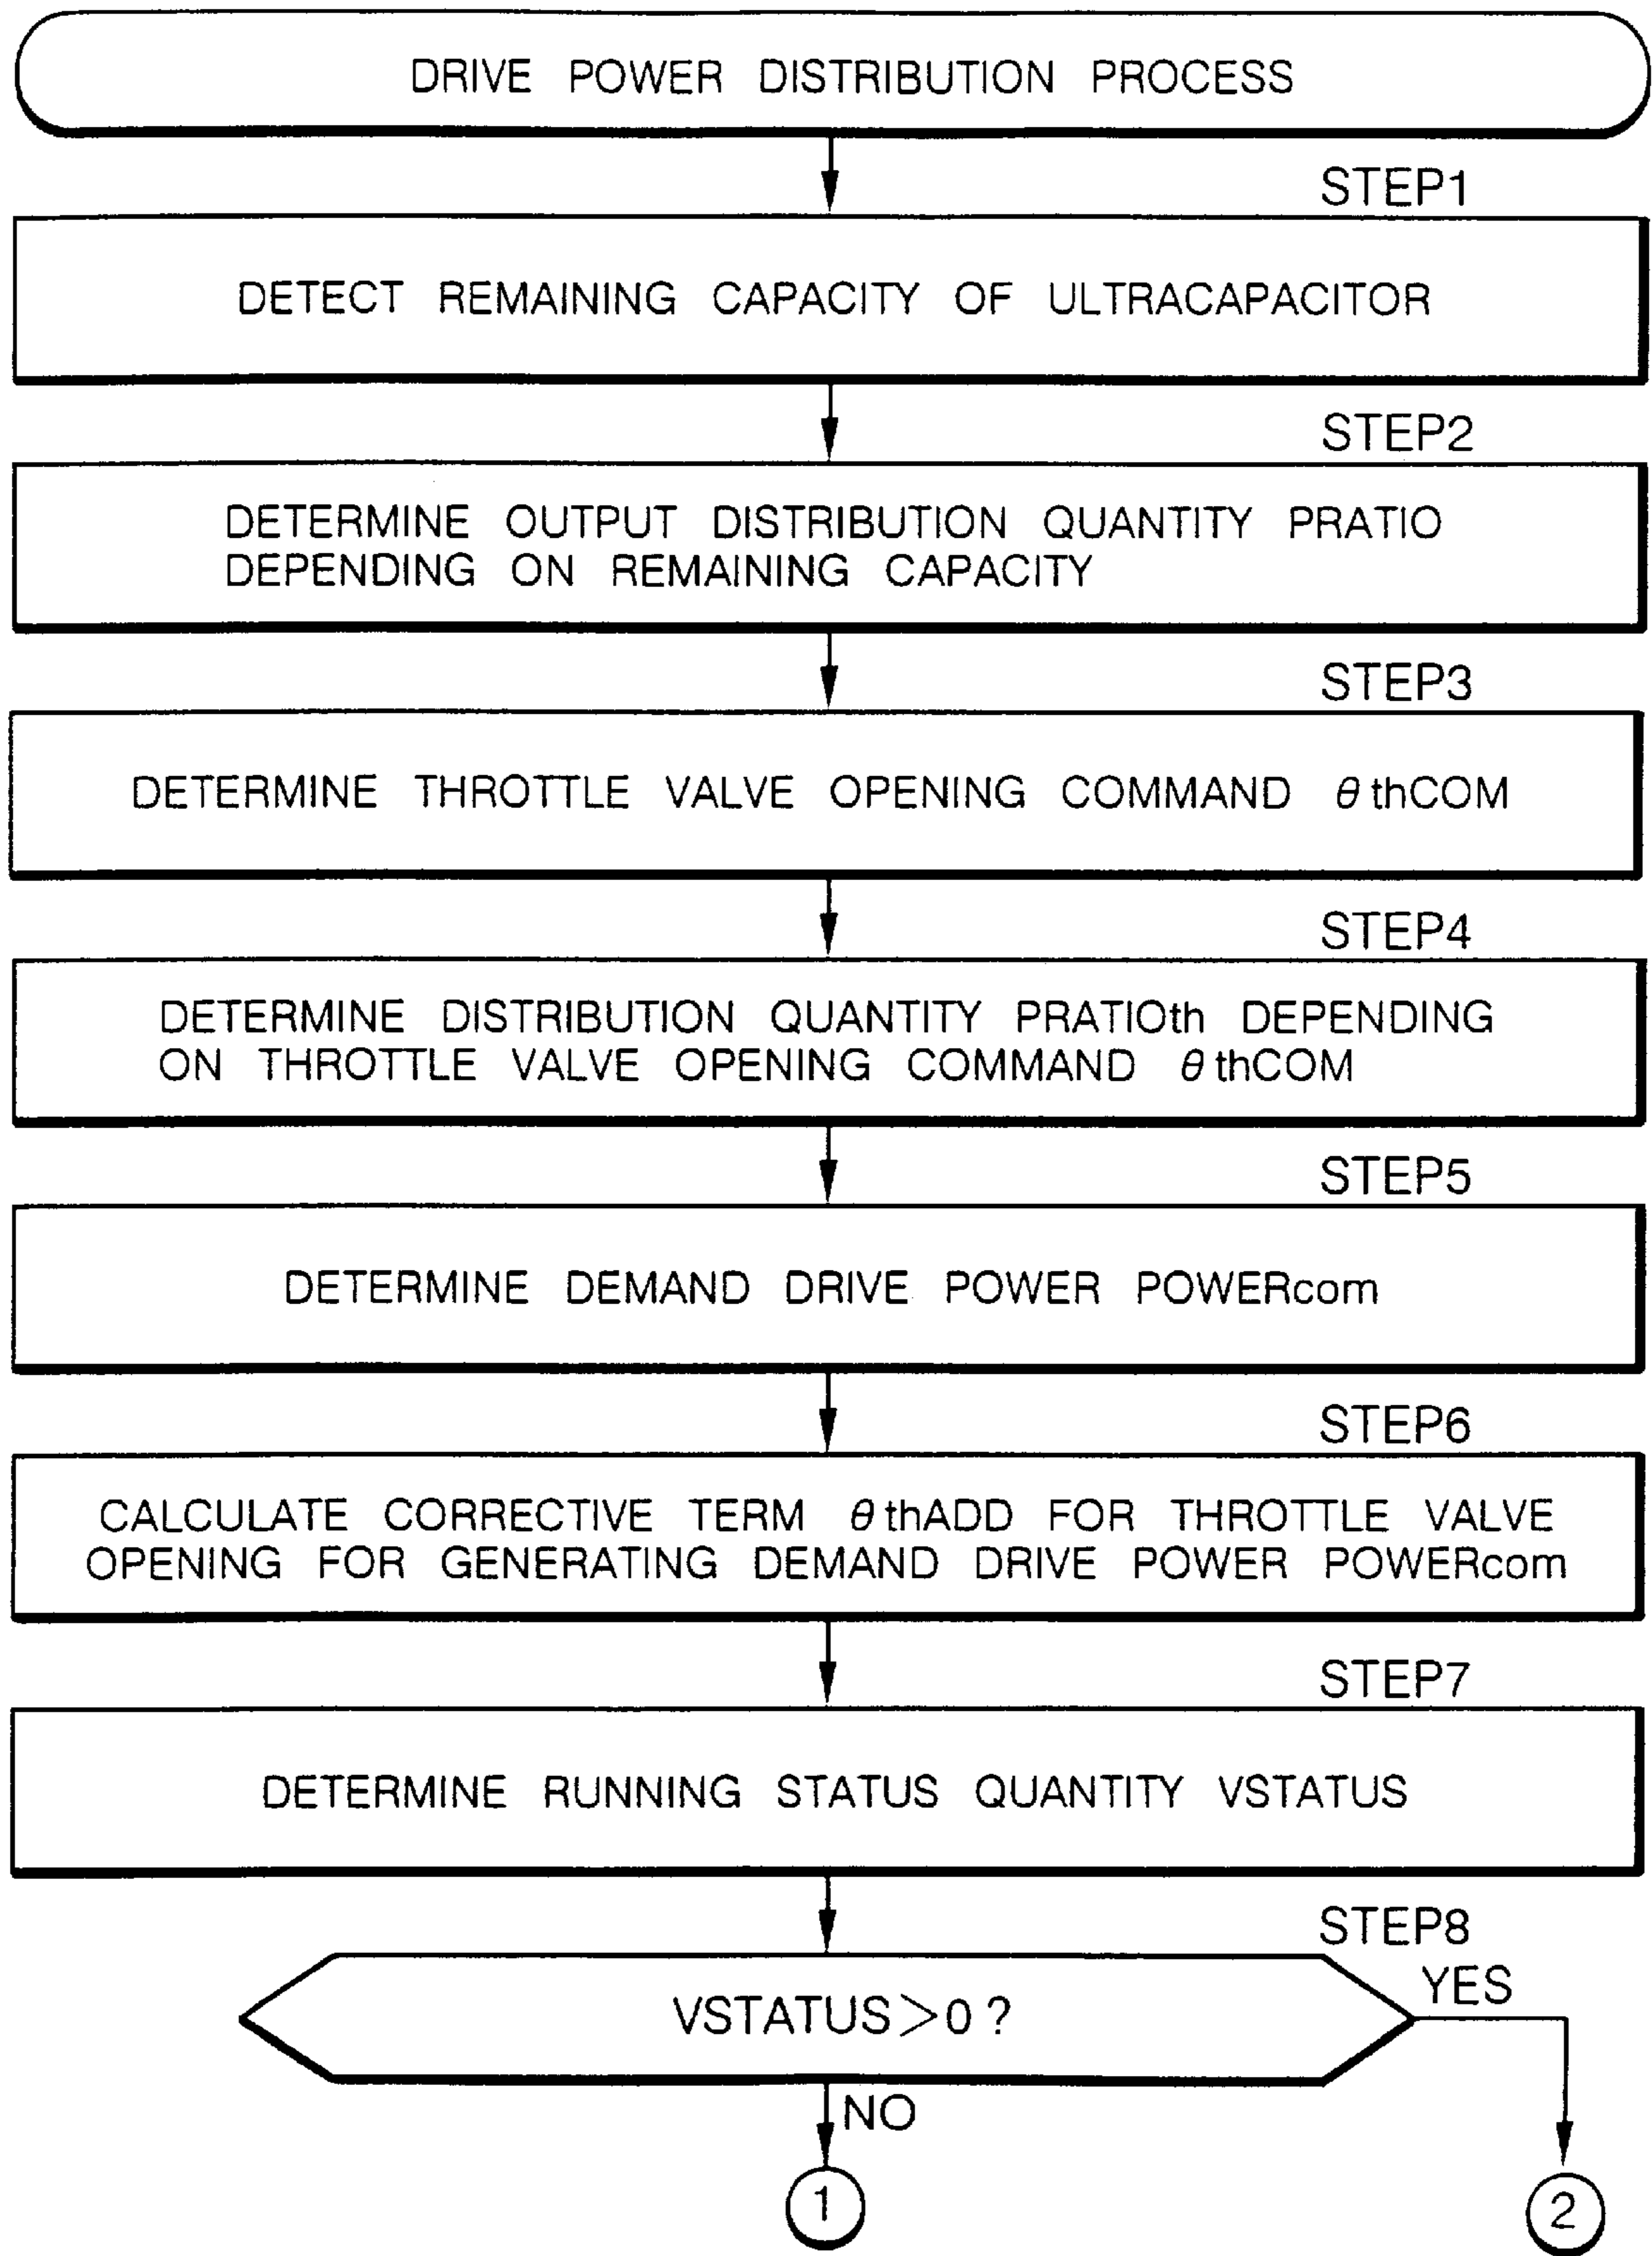 DRIVE POWER DISTRIBUTION PROCESS
STEP1
DETECT REMAINING CAPACITY OF ULTRACAPACITOR
STEP2
DETERMINE OUTPUT DISTRIBUTION QUANTITY PRATIO
DEPENDING ON REMAINING CAPACITY
STEP3
DETERMINE THROTTLE VALVE OPENING COMMAND θthCOM
STEP4
DETERMINE DISTRIBUTION QUANTITY PRATIOth DEPENDING
ON THROTTLE VALVE OPENING COMMAND θthCOM
STEP5
DETERMINE DEMAND DRIVE POWER POWERcom
STEP6
CALCULATE CORRECTIVE TERM θthADD FOR THROTTLE VALVE
OPENING FOR GENERATING DEMAND DRIVE POWER POWERcom
STEP7
DETERMINE RUNNING STATUS QUANTITY VSTATUS
STEP8
VSTATUS>0?
YES
NO
1
2